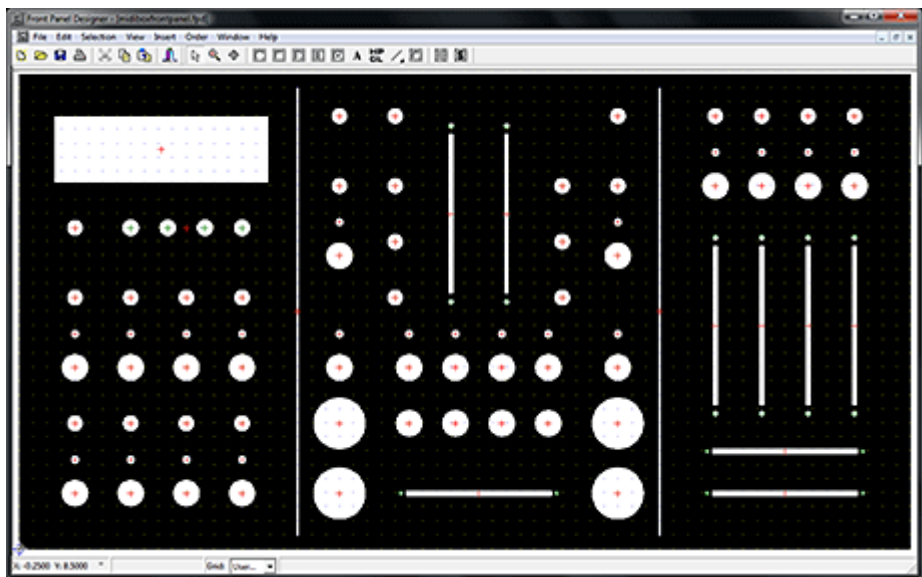 Front Panel Designer - [midiboxfrontpanel.fpd]
File Edit Selection View Insert Order Window Help
A
X: -0.2500 Y: 8.5000 " Grid: User...